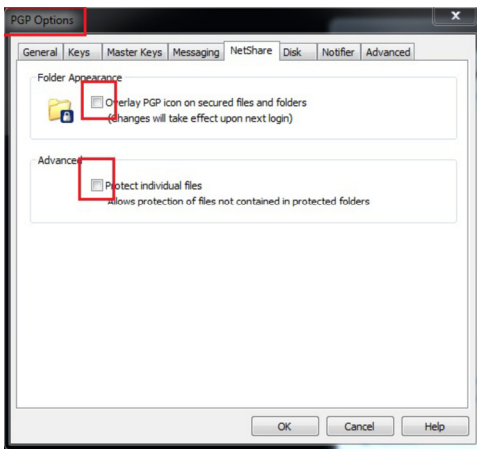 PGP Options
x
General Keys Master Keys Messaging NetShare Disk Notifier Advanced
Folder Appearance
Overlay PGP icon on secured files and folders
(Changes will take effect upon next login)
Advanced
Protect individual files
Allows protection of files not contained in protected folders
OK Cancel Help